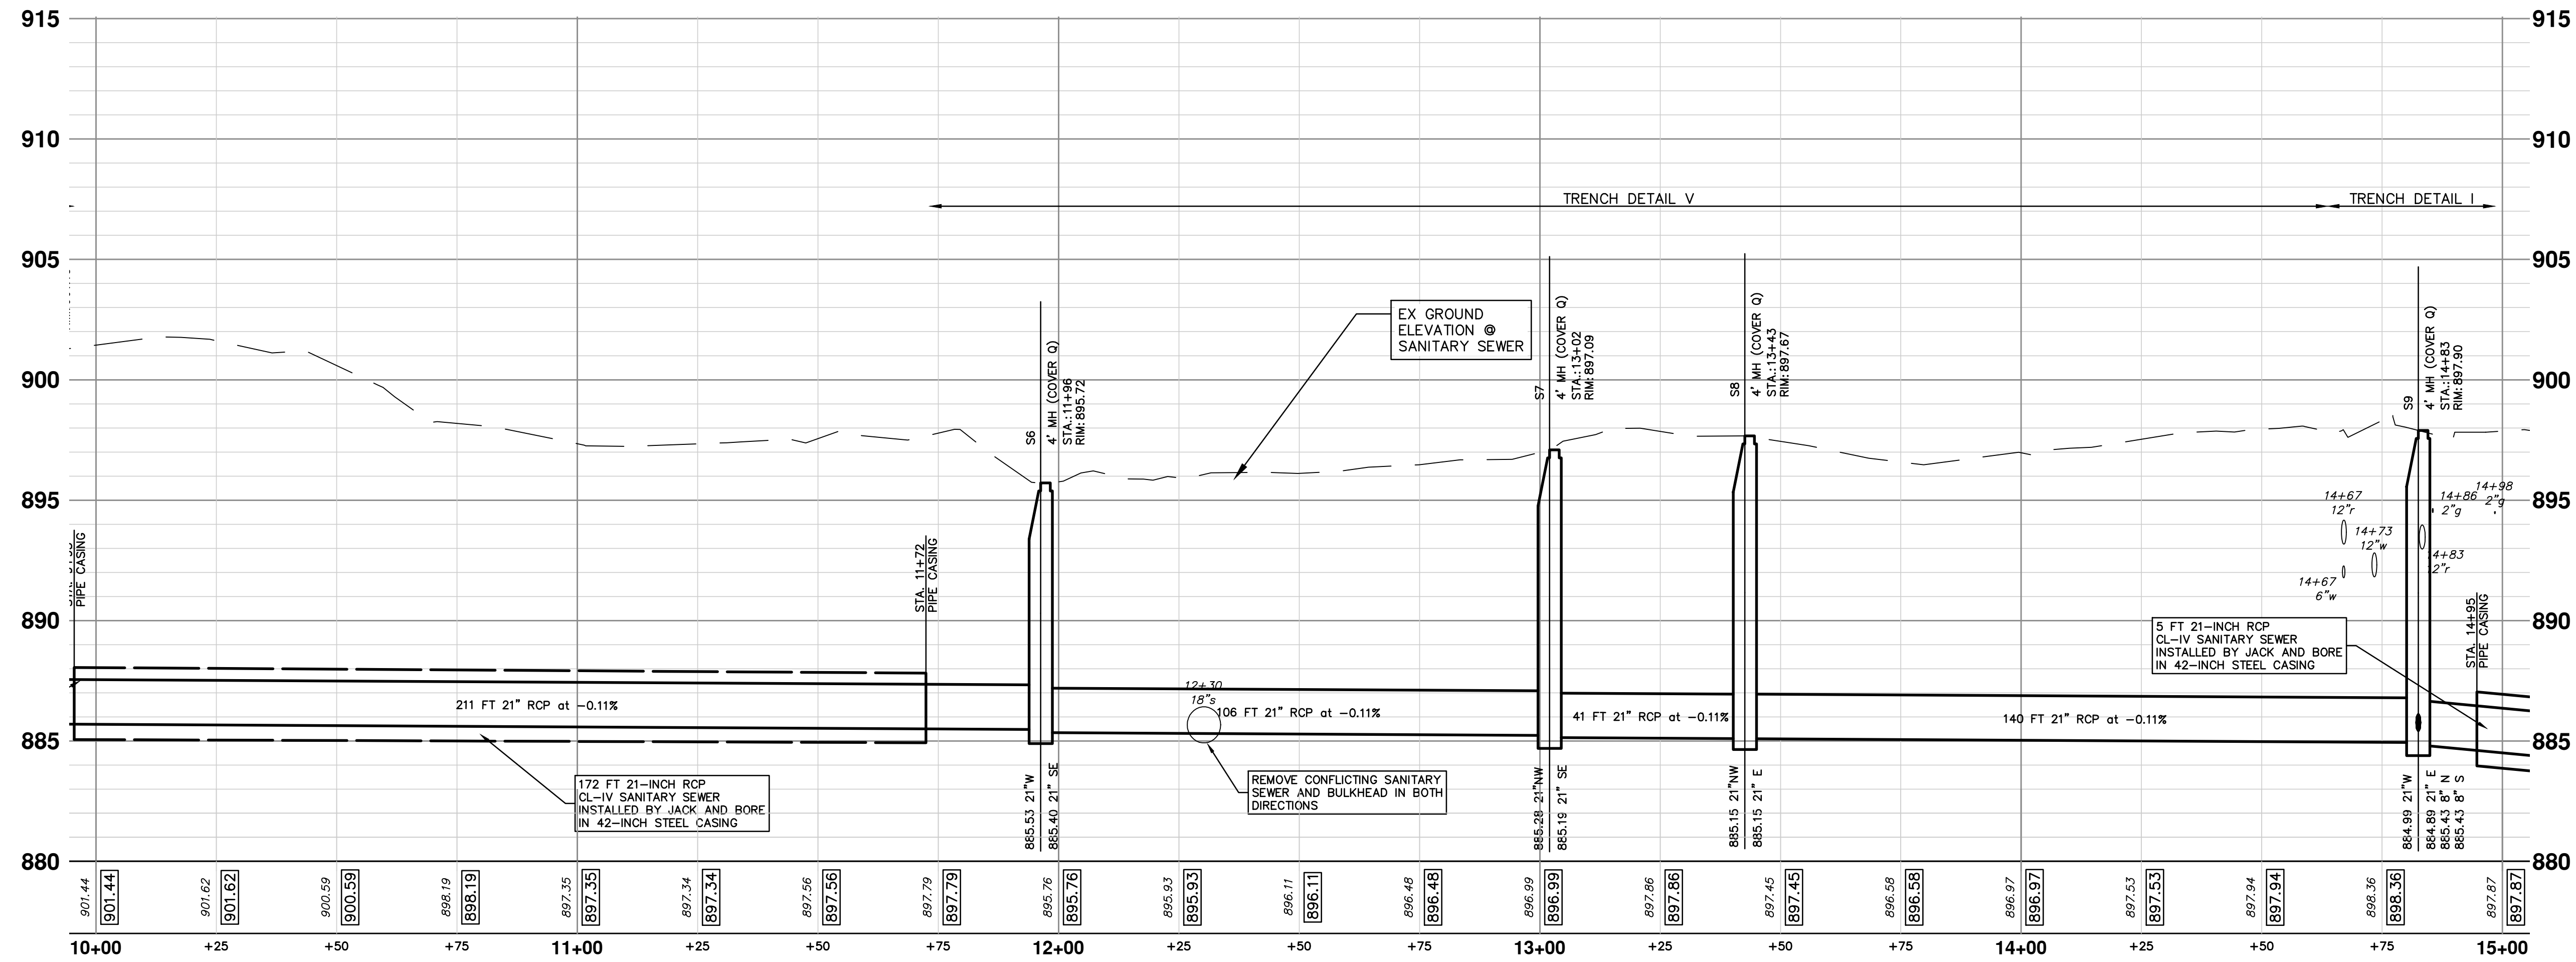 915
915
910
910
TRENCH DETAIL V
TRENCH DETAIL I
905
905
EX GROUND
ELEVATION @
SANITARY SEWER
900
900
S6
4' MH (COVER Q)
STA.:11+96
RIM:895.72
S7
4' MH (COVER Q)
STA.:13+02
RIM:897.09
S8
4' MH (COVER Q)
STA.:13+43
RIM:897.67
S9
4' MH (COVER Q)
STA.:14+83
RIM:897.90
895
895
14+67
12"r
14+73
12"w
14+67
6"w
14+86
2"g
14+98
2"g
14+83
12"r
PIPE CASING
STA. 11+72
PIPE CASING
STA. 14+95
PIPE CASING
890
890
5 FT 21-INCH RCP
CL-IV SANITARY SEWER
INSTALLED BY JACK AND BORE
IN 42-INCH STEEL CASING
211 FT 21" RCP at -0.11%
12+30
18"s
106 FT 21" RCP at -0.11%
41 FT 21" RCP at -0.11%
140 FT 21" RCP at -0.11%
885
885
172 FT 21-INCH RCP
CL-IV SANITARY SEWER
INSTALLED BY JACK AND BORE
IN 42-INCH STEEL CASING
REMOVE CONFLICTING SANITARY
SEWER AND BULKHEAD IN BOTH
DIRECTIONS
885.53 21"W
885.40 21" SE
885.28 21"NW
885.19 21" SE
885.15 21"NW
885.15 21" E
884.99 21"W
884.89 21" E
885.43 8" N
885.43 8" S
880
880
901.44 901.44 901.62 901.62 900.59 900.59 898.19 898.19 897.35 897.35 897.34 897.34 897.56 897.56 897.79 897.79 895.76 895.76 895.93 895.93 896.11 896.11 896.48 896.48 896.99 896.99 897.86 897.86 897.45 897.45 896.58 896.58 896.97 896.97 897.53 897.53 897.94 897.94 898.36 898.36 897.87 897.87
10+00 +25 +50 +75 11+00 +25 +50 +75 12+00 +25 +50 +75 13+00 +25 +50 +75 14+00 +25 +50 +75 15+00